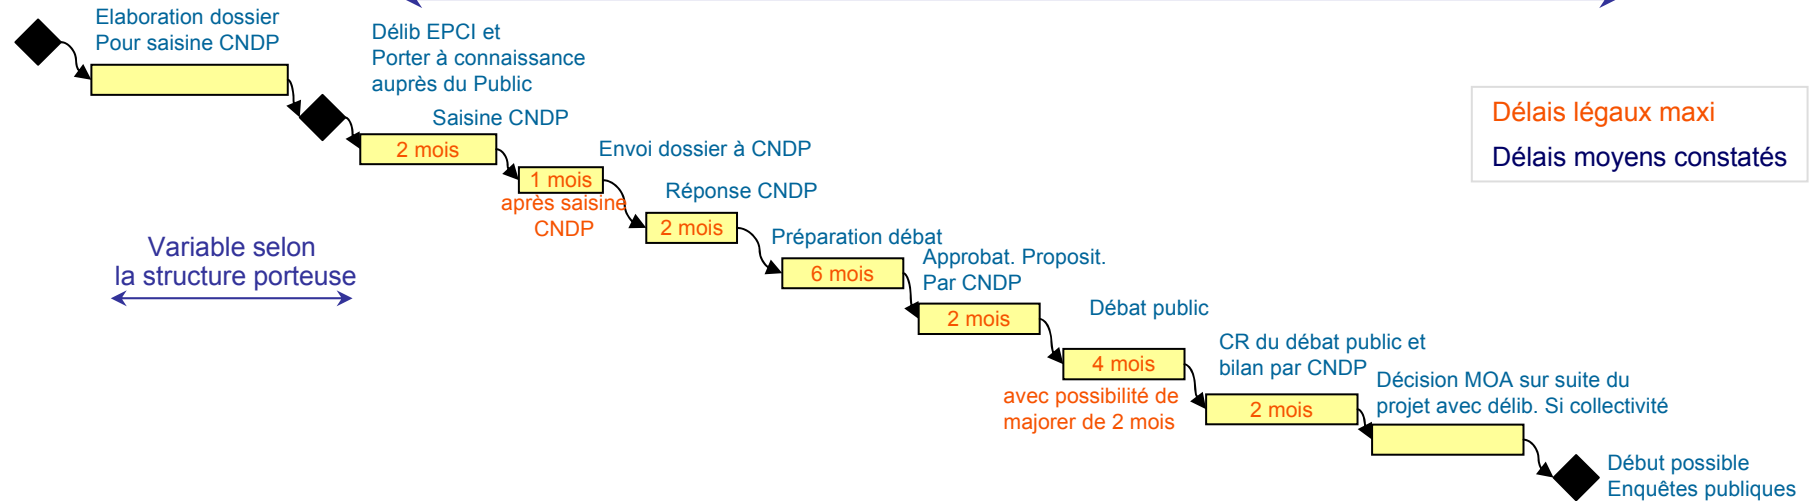 Elaboration dossier
Pour saisine CNDP
Délib EPCI et
Porter à connaissance
auprès du Public
Saisine CNDP
2 mois
Envoi dossier à CNDP
1 mois
après saisine
CNDP
Réponse CNDP
2 mois
Préparation débat
6 mois
Approbat. Proposit.
Par CNDP
2 mois
Débat public
4 mois
avec possibilité de
majorer de 2 mois
CR du débat public et
bilan par CNDP
2 mois
Décision MOA sur suite du
projet avec délib. Si collectivité
Début possible
Enquêtes publiques
Variable selon
la structure porteuse
Délais légaux maxi
Délais moyens constatés